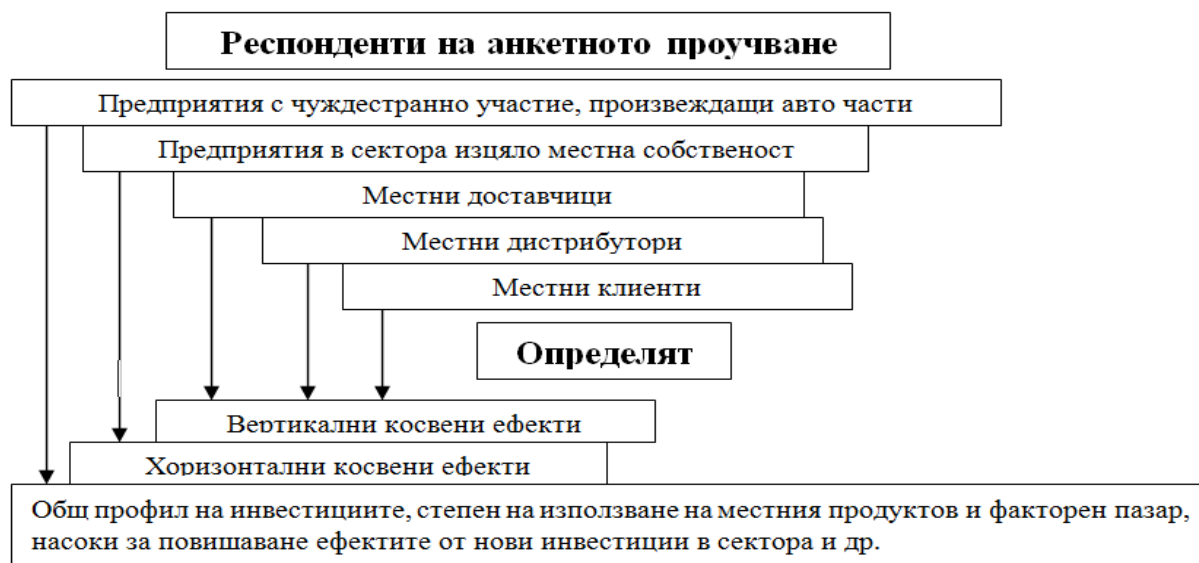 Респонденти на анкетното проучване
Предприятия с чуждестранно участие, произвеждащи авто части
Предприятия в сектора изцяло местна собственост
Местни доставчици
Местни дистрибутори
Местни клиенти
Определят
Вертикални косвени ефекти
Хоризонтални косвени ефекти
Общ профил на инвестициите, степен на използване на местния продуктов и факторен пазар,
насоки за повишаване ефектите от нови инвестиции в сектора и др.